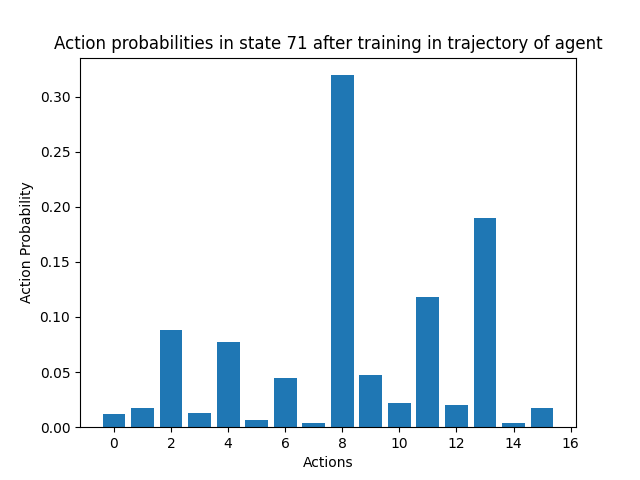 Action probabilities in state 71 after training in trajectory of agent
0.30
0.25
0.20
0.15
0.10
0.05
0.00
Action Probability
0 2 4 6 8 10 12 14 16
Actions